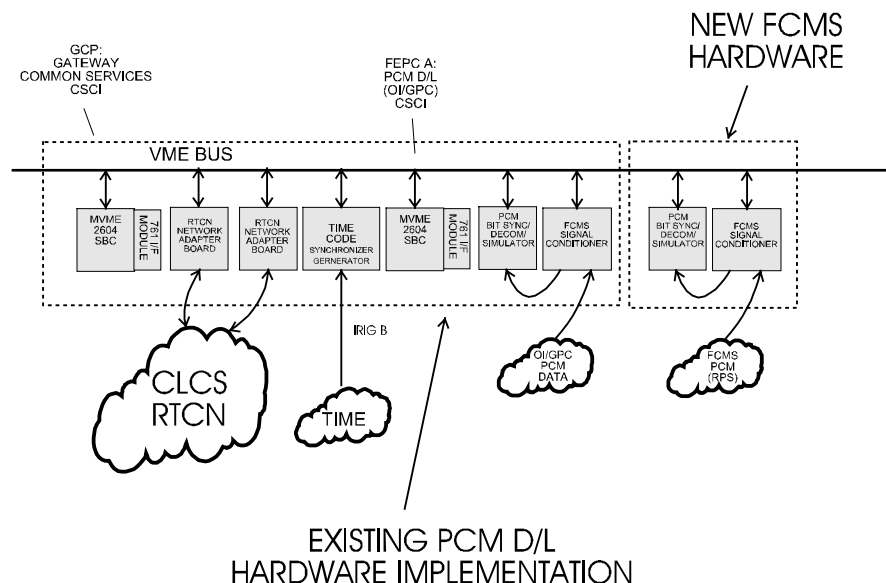 NEW FCMS
HARDWARE
GCP:
GATEWAY
COMMON SERVICES
CSCI
FEPC A:
PCM D/L
(OI/GPC)
CSCI
VME BUS
MVME
2604
SBC
761 I/F
MODULE
RTCN
NETWORK
ADAPTER
BOARD
RTCN
NETWORK
ADAPTER
BOARD
TIME
CODE
SYNCHRONIZER
GERNERATOR
MVME
2604
SBC
761 I/F
MODULE
PCM
BIT SYNC/
DECOM/
SIMULATOR
FCMS
SIGNAL
CONDITIONER
PCM
BIT SYNC/
DECOM/
SIMULATOR
FCMS
SIGNAL
CONDITIONER
IRIG B
CLCS
RTCN
TIME
OI/GPC
PCM
DATA
FCMS
PCM
(RPS)
EXISTING PCM D/L
HARDWARE IMPLEMENTATION